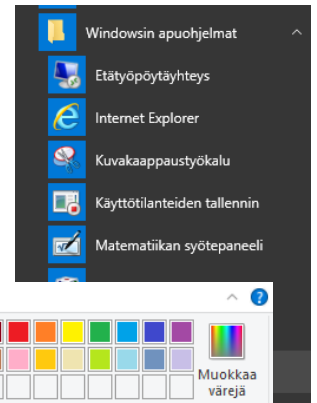 Windowsin apuohjelmat
Etätyöpöytäyhteys
Internet Explorer
Kuvakaappaustyökalu
Käyttötilanteiden tallennin
Matematiikan syötepaneeli
Muokkaa
värejä